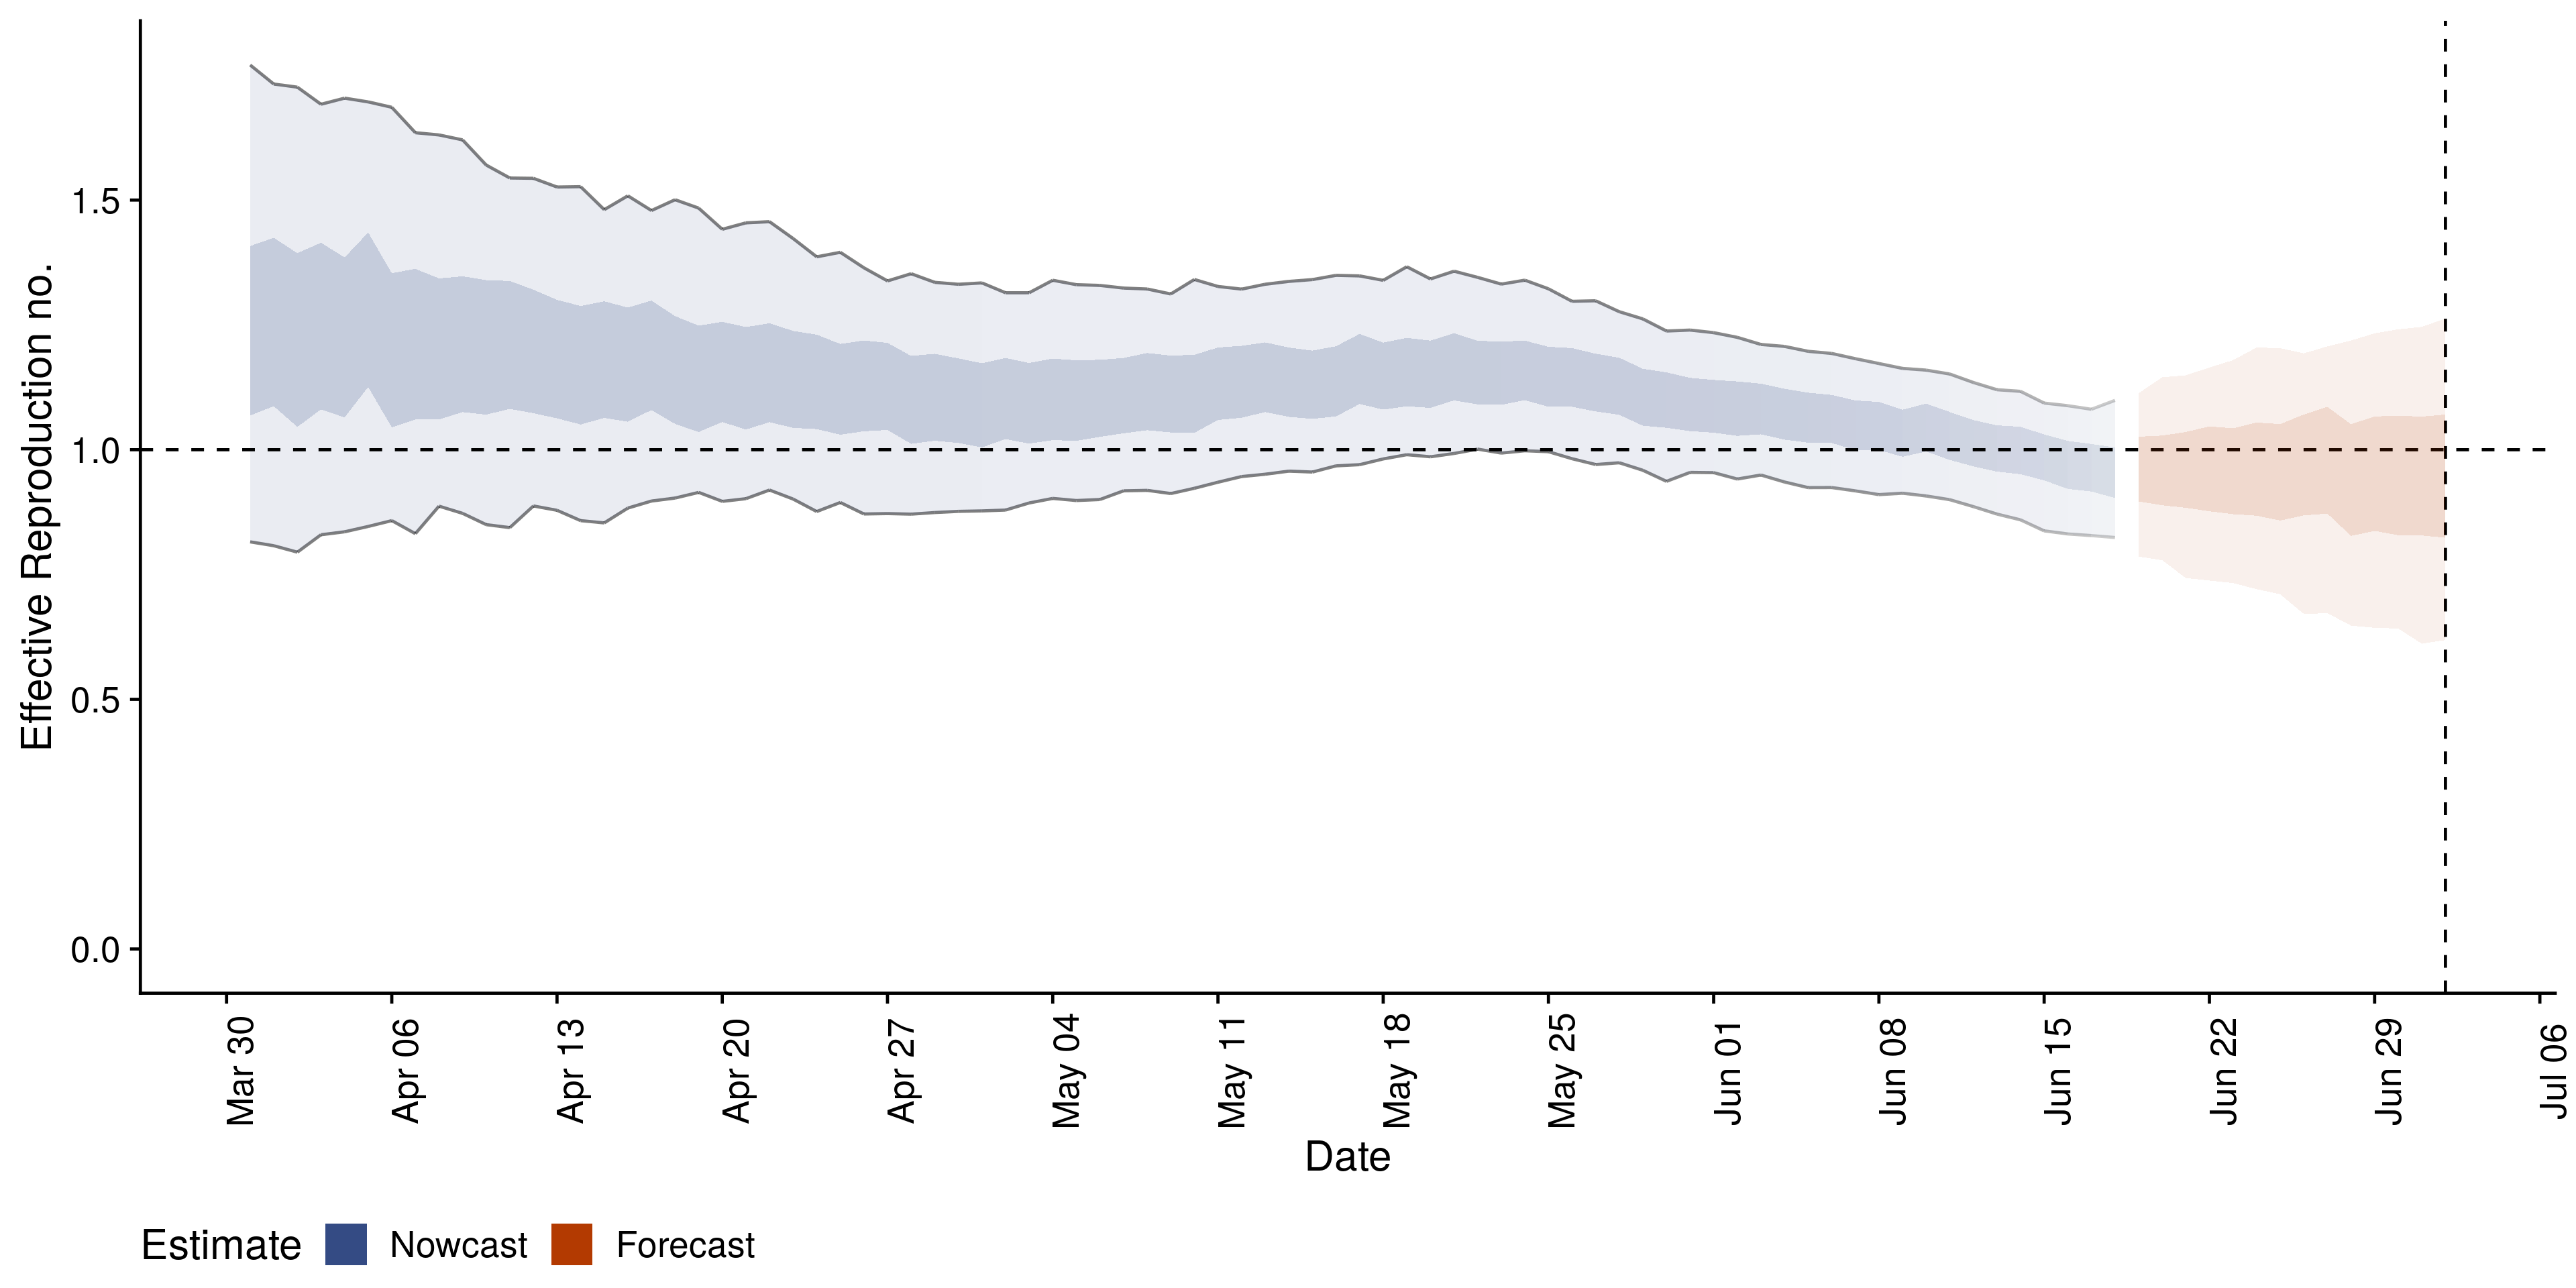 Effective Reproduction no.
1.5
1.0
0.5
0.0
Mar 30
Apr 06
Apr 13
Apr 20
Apr 27
May 04
May 11
May 18
May 25
Jun 01
Jun 08
Jun 15
Jun 22
Jun 29
Jul 06
Date
Estimate Nowcast Forecast